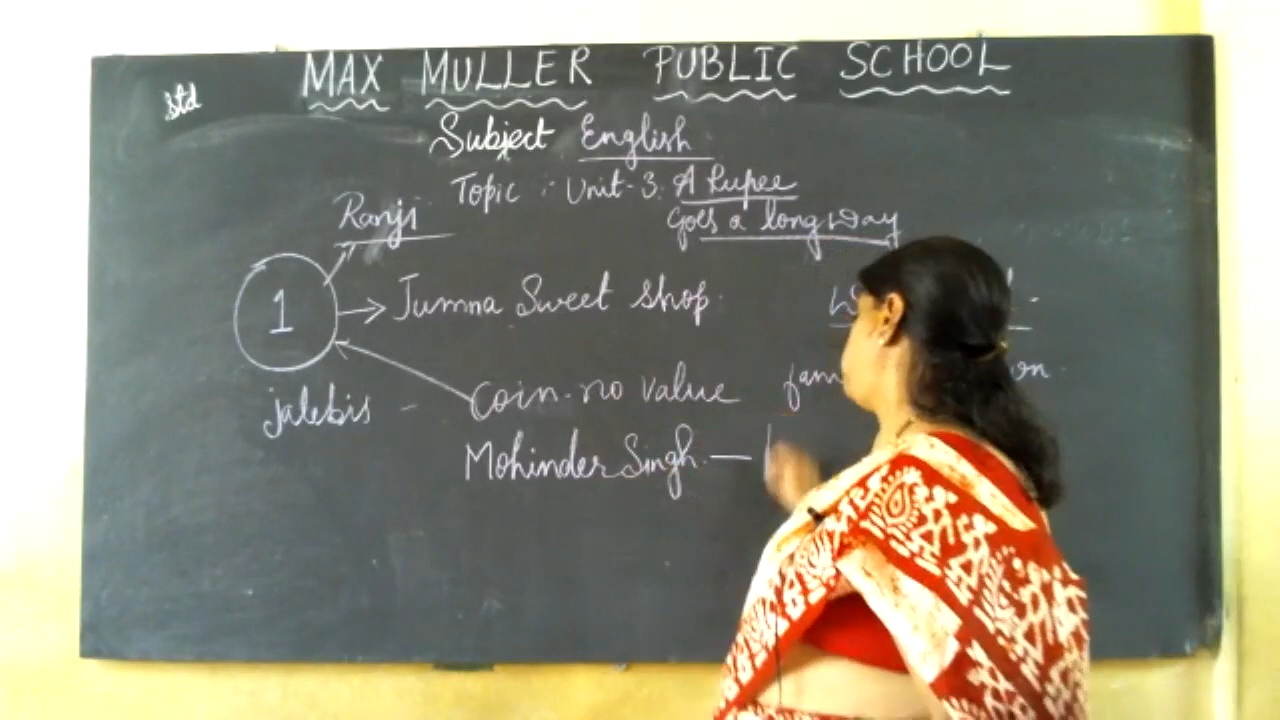 MAX MULLER PUBLIC SCHOOL
Std
Subject English
Topic :- Unit-3. A Rupee
Goes a long way
Ranji
1
Jumna Sweet shop.
jalebis -
Coin - no value
Mohinder Singh. —